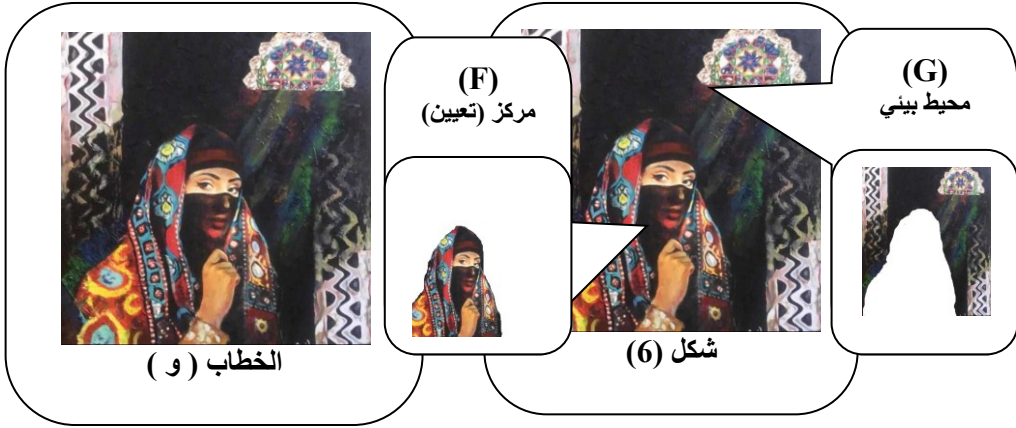 (G)
محيط بيئي
(F)
مركز (تعيين)
شكل (6)
الخطاب ( و )